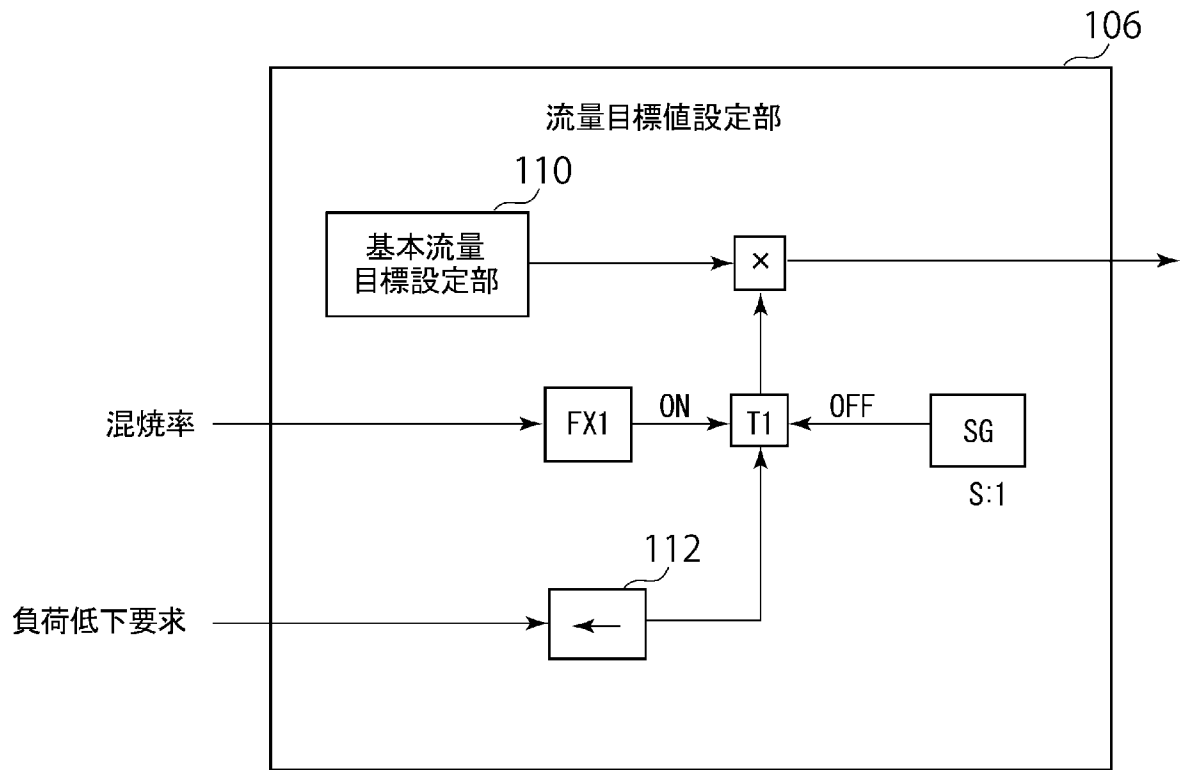 106
流量目標値設定部
110
基本流量
目標設定部
×
混焼率
FX1
ON
T1
OFF
SG
S:1
112
負荷低下要求